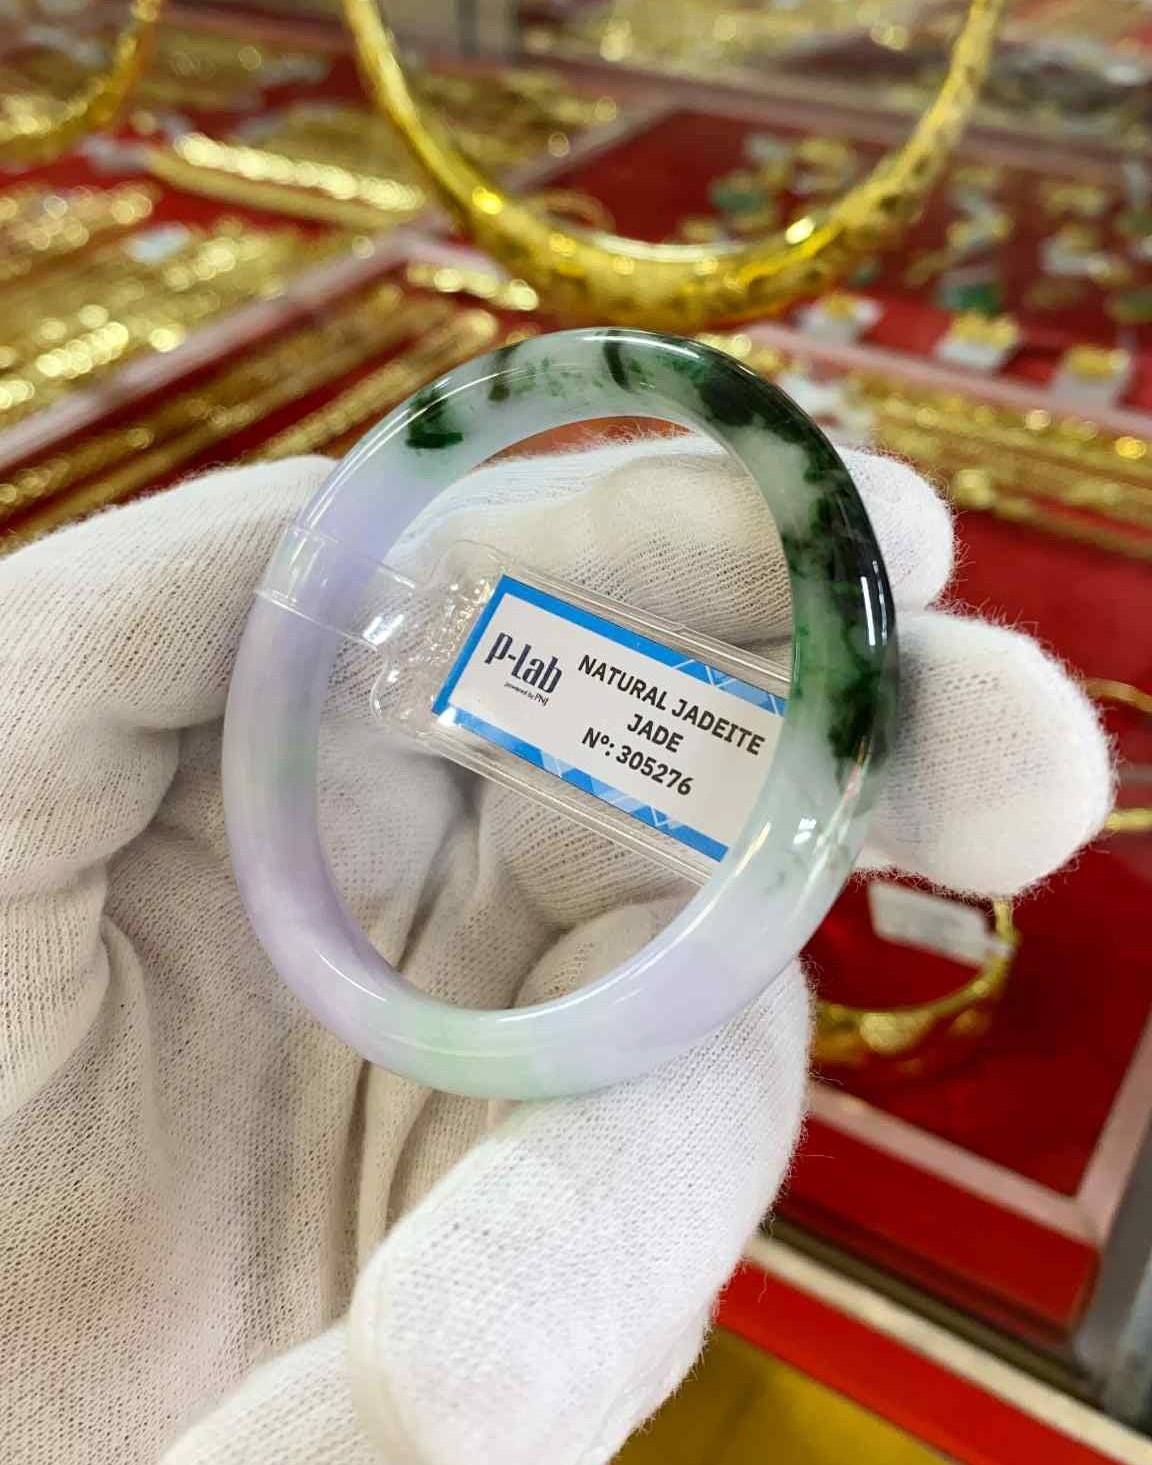 P-Lab
powered by PNJ
NATURAL JADEITE
JADE
Nº: 305276